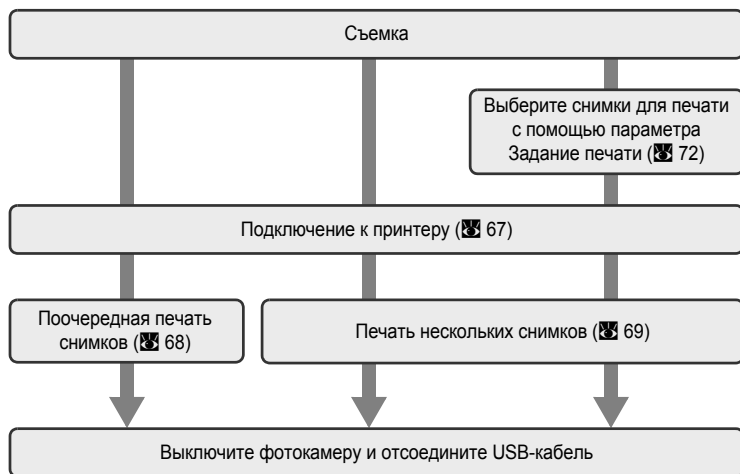 Съемка
Выберите снимки для печати
с помощью параметра
Задание печати (72)
Подключение к принтеру (67)
Поочередная печать
снимков (68)
Печать нескольких снимков (69)
Выключите фотокамеру и отсоедините USB-кабель